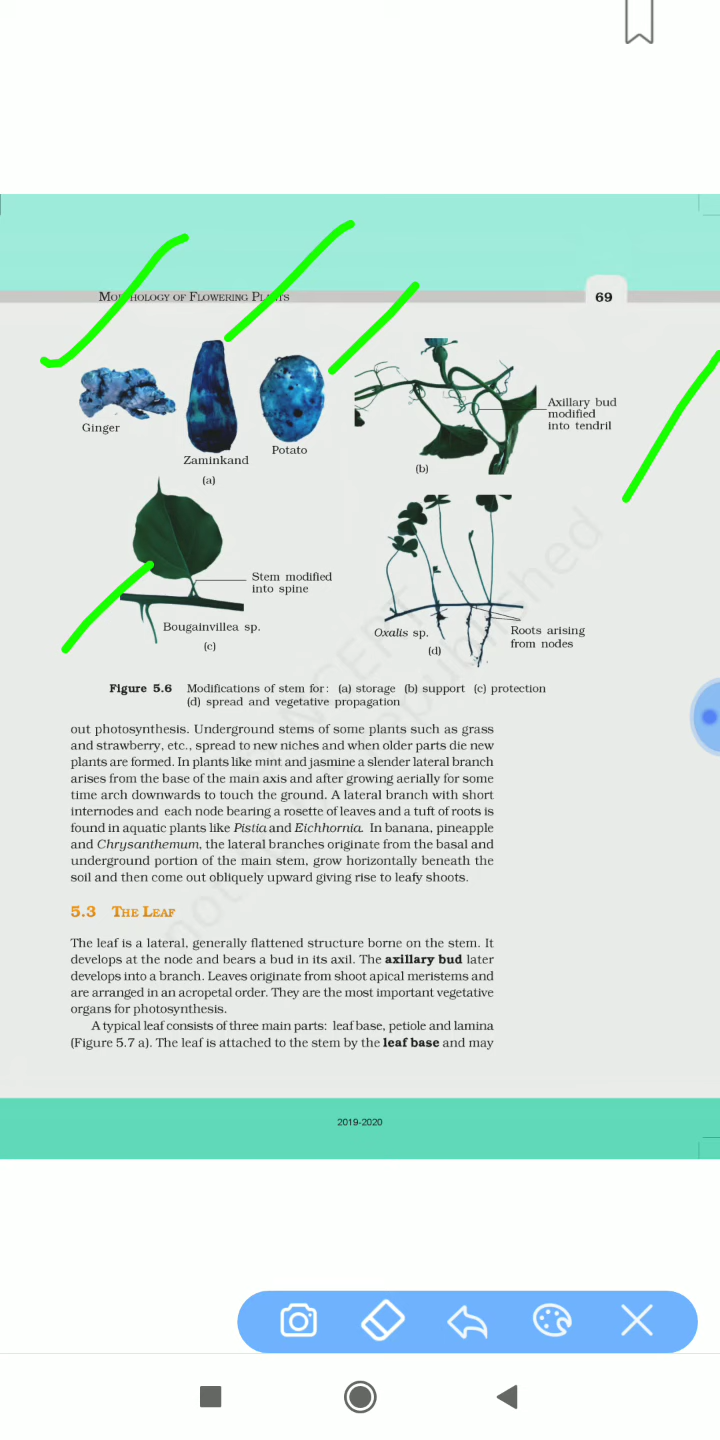 MORPHOLOGY OF FLOWERING PLANTS
69
Ginger
Zaminkand
Potato
(a)
Axillary bud
modified
into tendril
(b)
Stem modified
into spine
Bougainvillea sp.
(c)
Oxalis sp.
(d)
Roots arising
from nodes
Figure 5.6 Modifications of stem for : (a) storage (b) support (c) protection
(d) spread and vegetative propagation
out photosynthesis. Underground stems of some plants such as grass
and strawberry, etc., spread to new niches and when older parts die new
plants are formed. In plants like mint and jasmine a slender lateral branch
arises from the base of the main axis and after growing aerially for some
time arch downwards to touch the ground. A lateral branch with short
internodes and each node bearing a rosette of leaves and a tuft of roots is
found in aquatic plants like Pistia and Eichhornia. In banana, pineapple
and Chrysanthemum, the lateral branches originate from the basal and
underground portion of the main stem, grow horizontally beneath the
soil and then come out obliquely upward giving rise to leafy shoots.
5.3 THE LEAF
The leaf is a lateral, generally flattened structure borne on the stem. It
develops at the node and bears a bud in its axil. The axillary bud later
develops into a branch. Leaves originate from shoot apical meristems and
are arranged in an acropetal order. They are the most important vegetative
organs for photosynthesis.
A typical leaf consists of three main parts: leaf base, petiole and lamina
(Figure 5.7 a). The leaf is attached to the stem by the leaf base and may
2019-2020